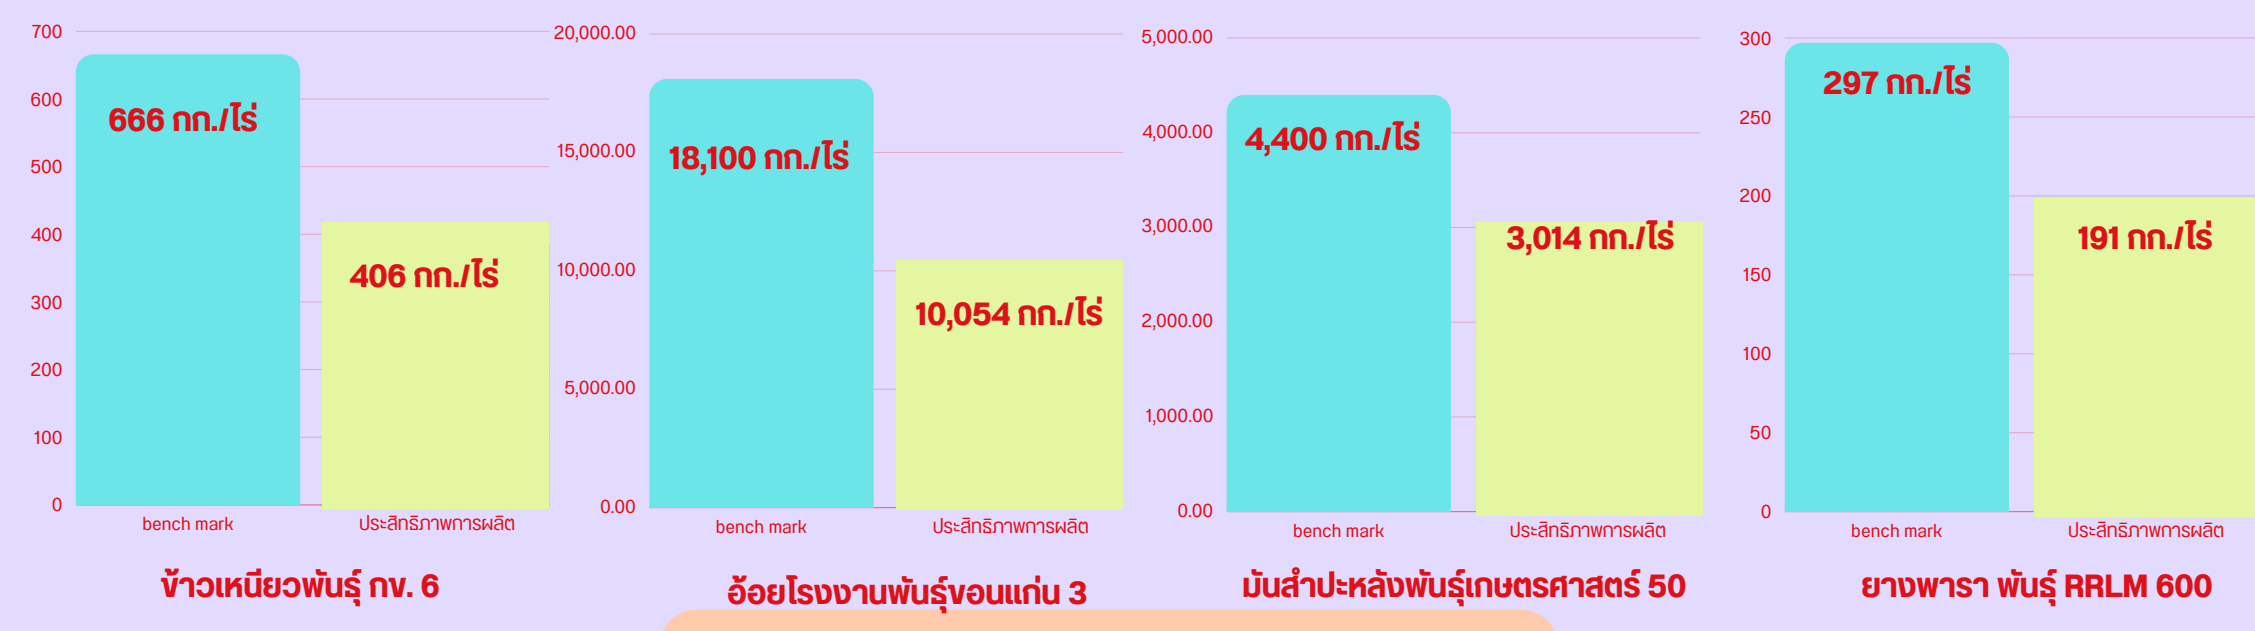 700
600
500
400
300
200
100
0
666 กก./ไร่
406 กก./ไร่
bench mark
ประสิทธิภาพการผลิต
ข้าวเหนียวพันธุ์ กข. 6
20,000.00
15,000.00
10,000.00
5,000.00
0.00
18,100 กก./ไร่
10,054 กก./ไร่
bench mark
ประสิทธิภาพการผลิต
อ้อยโรงงานพันธุ์ขอนแก่น 3
5,000.00
4,000.00
3,000.00
2,000.00
1,000.00
0.00
4,400 กก./ไร่
3,014 กก./ไร่
bench mark
ประสิทธิภาพการผลิต
มันสำปะหลังพันธุ์เกษตรศาสตร์ 50
300
250
200
150
100
50
0
297 กก./ไร่
191 กก./ไร่
bench mark
ประสิทธิภาพการผลิต
ยางพารา พันธุ์ RRLM 600